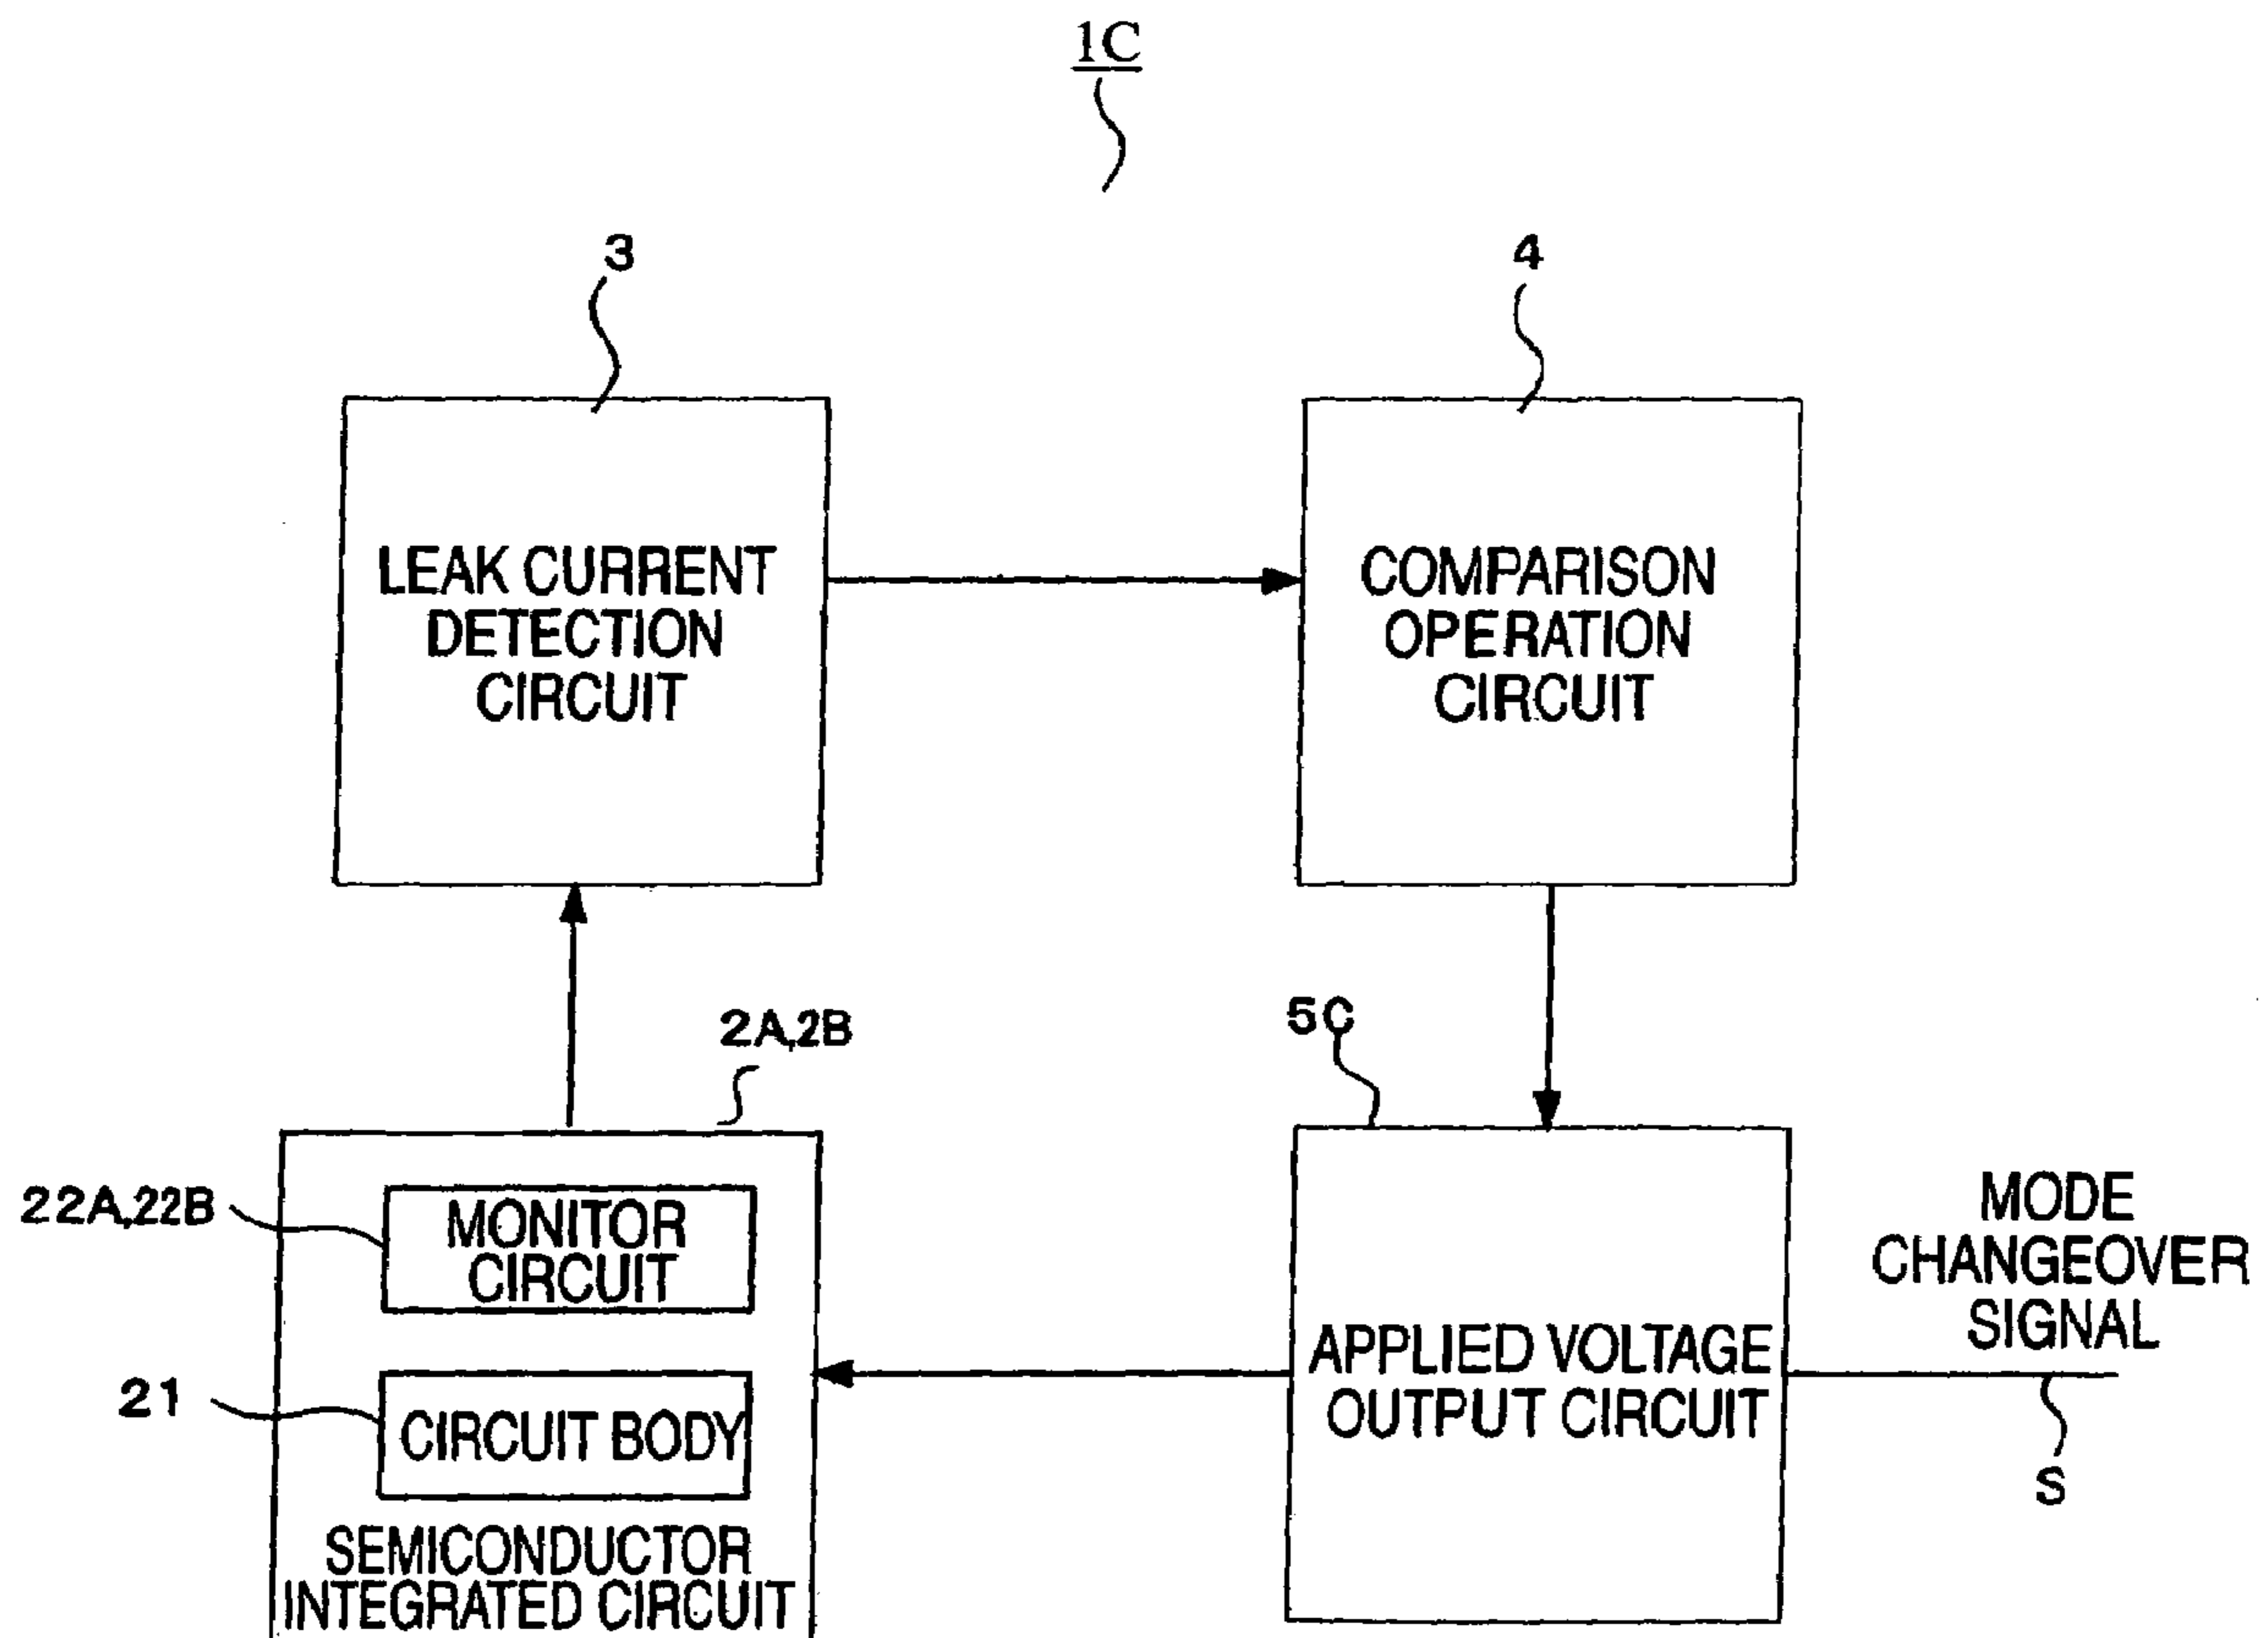 1C
3
4
LEAK CURRENT
DETECTION
CIRCUIT
COMPARISON
OPERATION
CIRCUIT
2A,2B
5C
22A,22B
MONITOR
CIRCUIT
21
CIRCUIT BODY
SEMICONDUCTOR
INTEGRATED CIRCUIT
APPLIED VOLTAGE
OUTPUT CIRCUIT
MODE
CHANGEOVER
SIGNAL
S